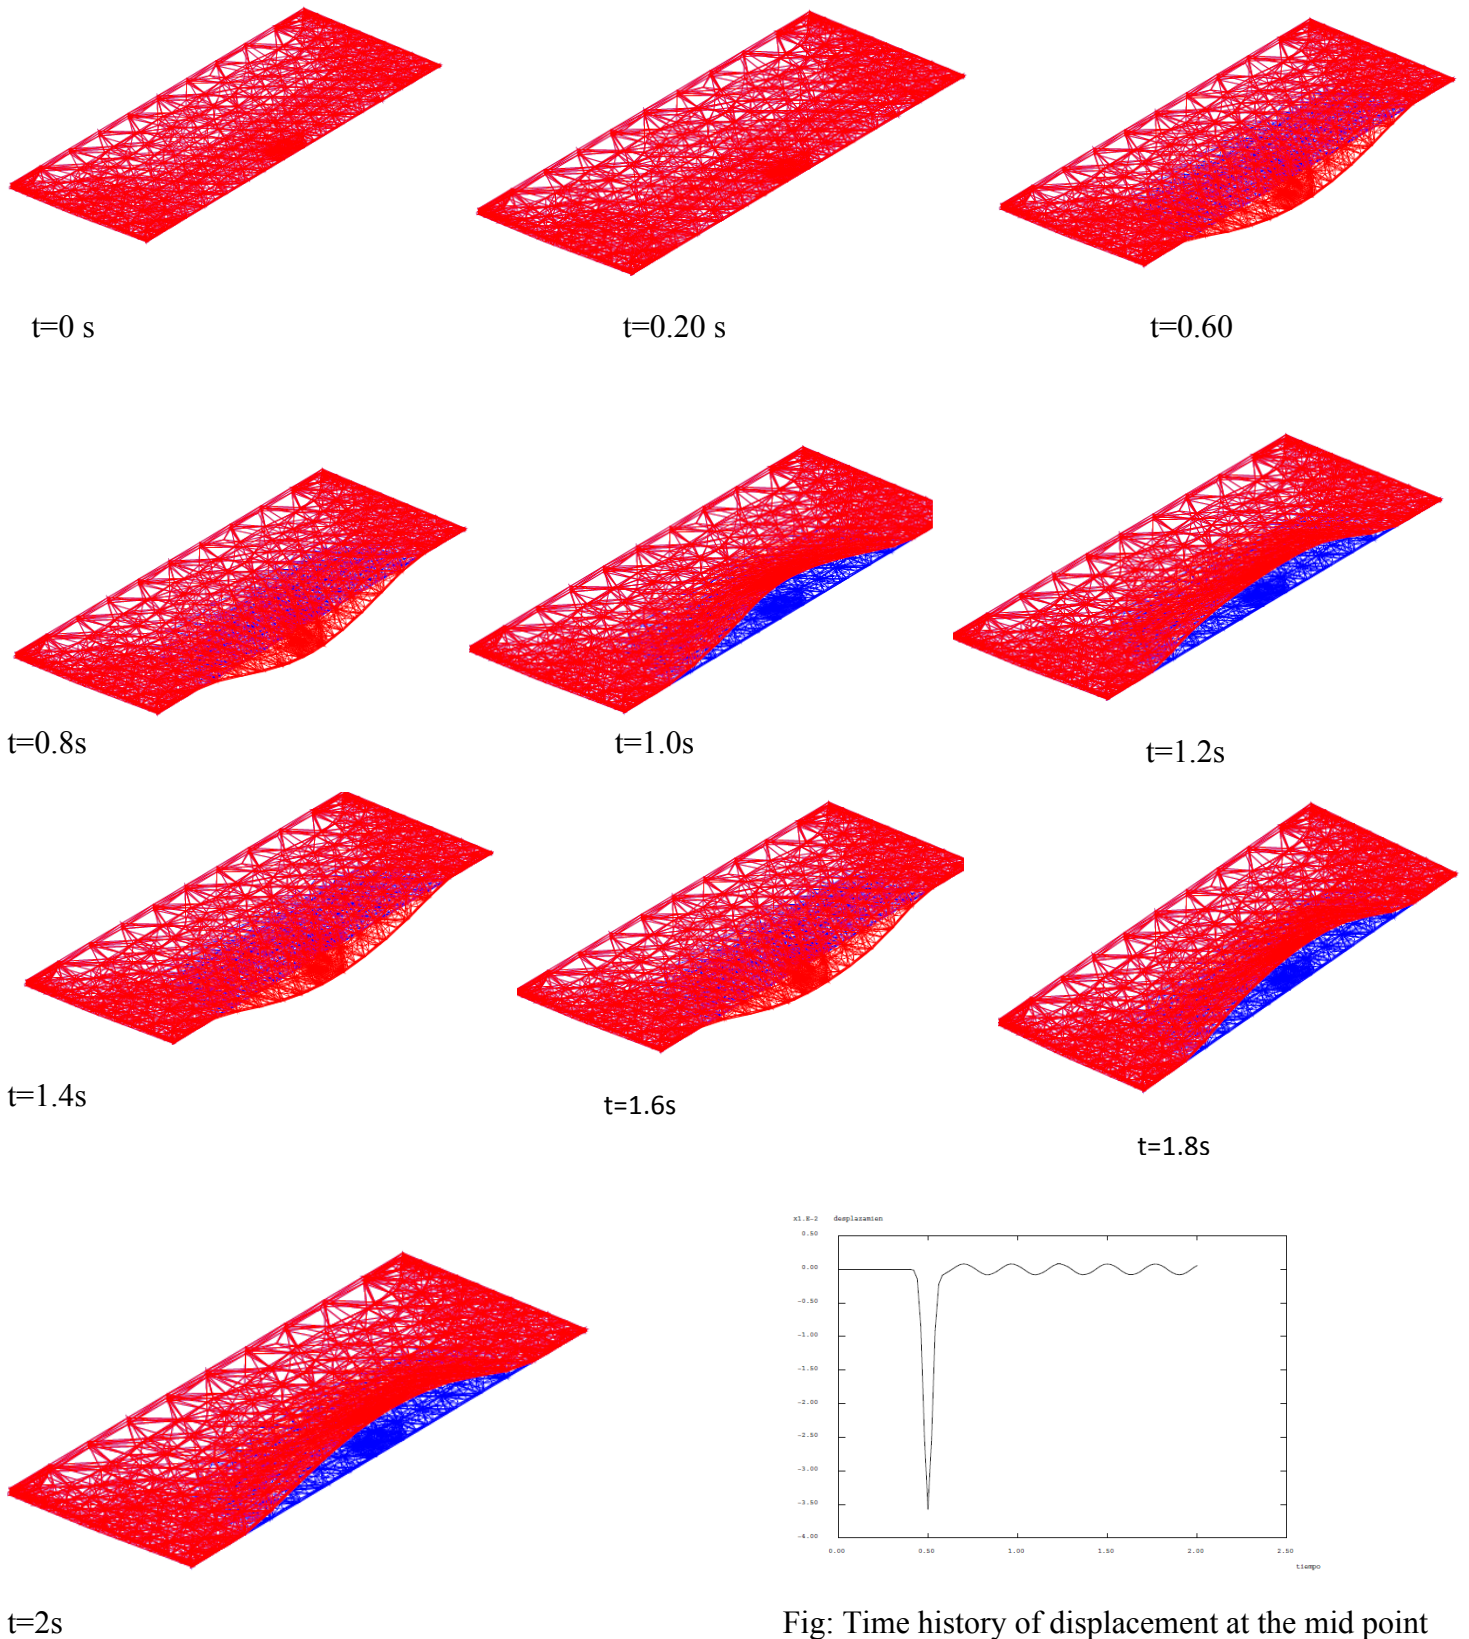 t=0 s
t=0.20 s
t=0.60
t=0.8s
t=1.0s
t=1.2s
t=1.4s
t=1.6s
t=1.8s
x1.E-2 desplazamien
0.50
0.00
-0.50
-1.00
-1.50
-2.00
-2.50
-3.00
-3.50
-4.00
0.00 0.50 1.00 1.50 2.00 2.50
tiempo
t=2s
Fig: Time history of displacement at the mid point